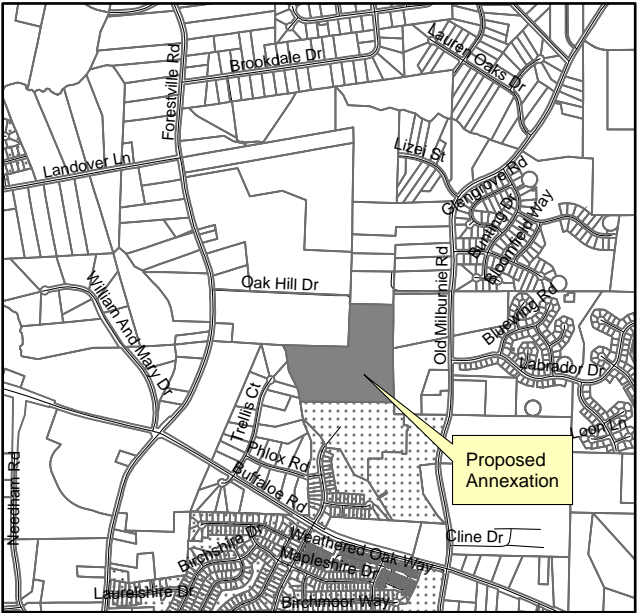 Lauren Oaks Dr
Brookdale Dr
Forestville Rd
Lizei St
Landover Ln
Glengrove Rd
Bunting Dr
Bloomfield Way
Old Milburnie Rd
Oak Hill Dr
William And Mary Dr
Bluewing Rd
Labrador Dr
Trellis Ct
Loon Ln
Phlox Rd
Proposed
Annexation
Needham Rd
Buffaloe Rd
Weathered Oak Way
Cline Dr
Birchshire Dr
Mapleshire Dr
Laurelshire Dr
Birchmoor Way